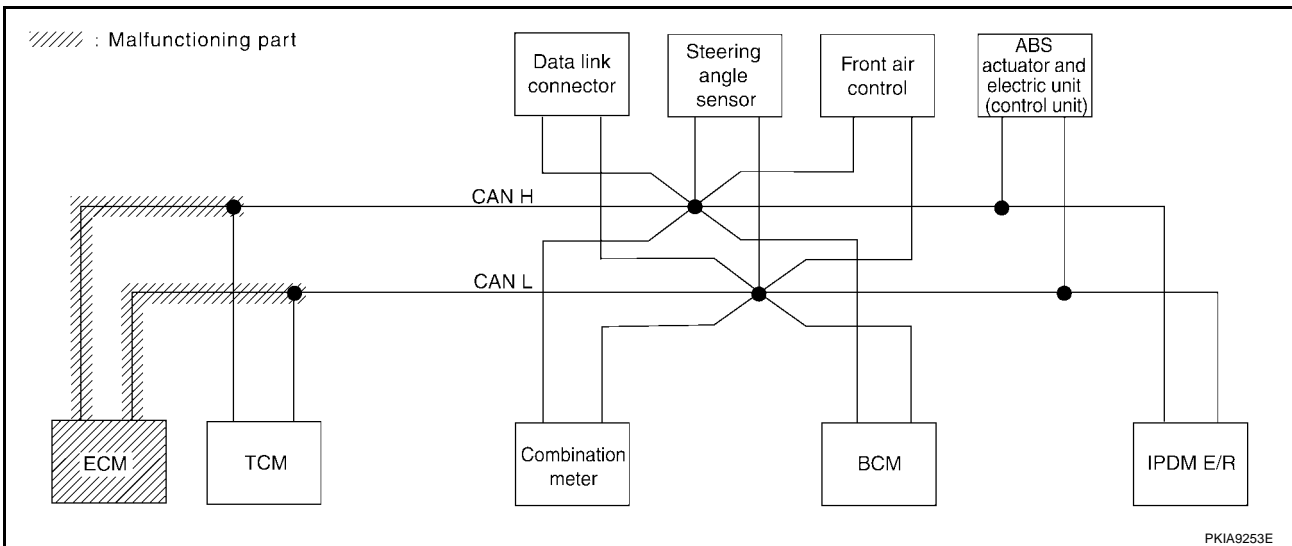 : Malfunctioning part
Data link
connector
Steering
angle
sensor
Front air
control
ABS
actuator and
electric unit
(control unit)
CAN H
CAN L
ECM
TCM
Combination
meter
BCM
IPDM E/R
PKIA9253E